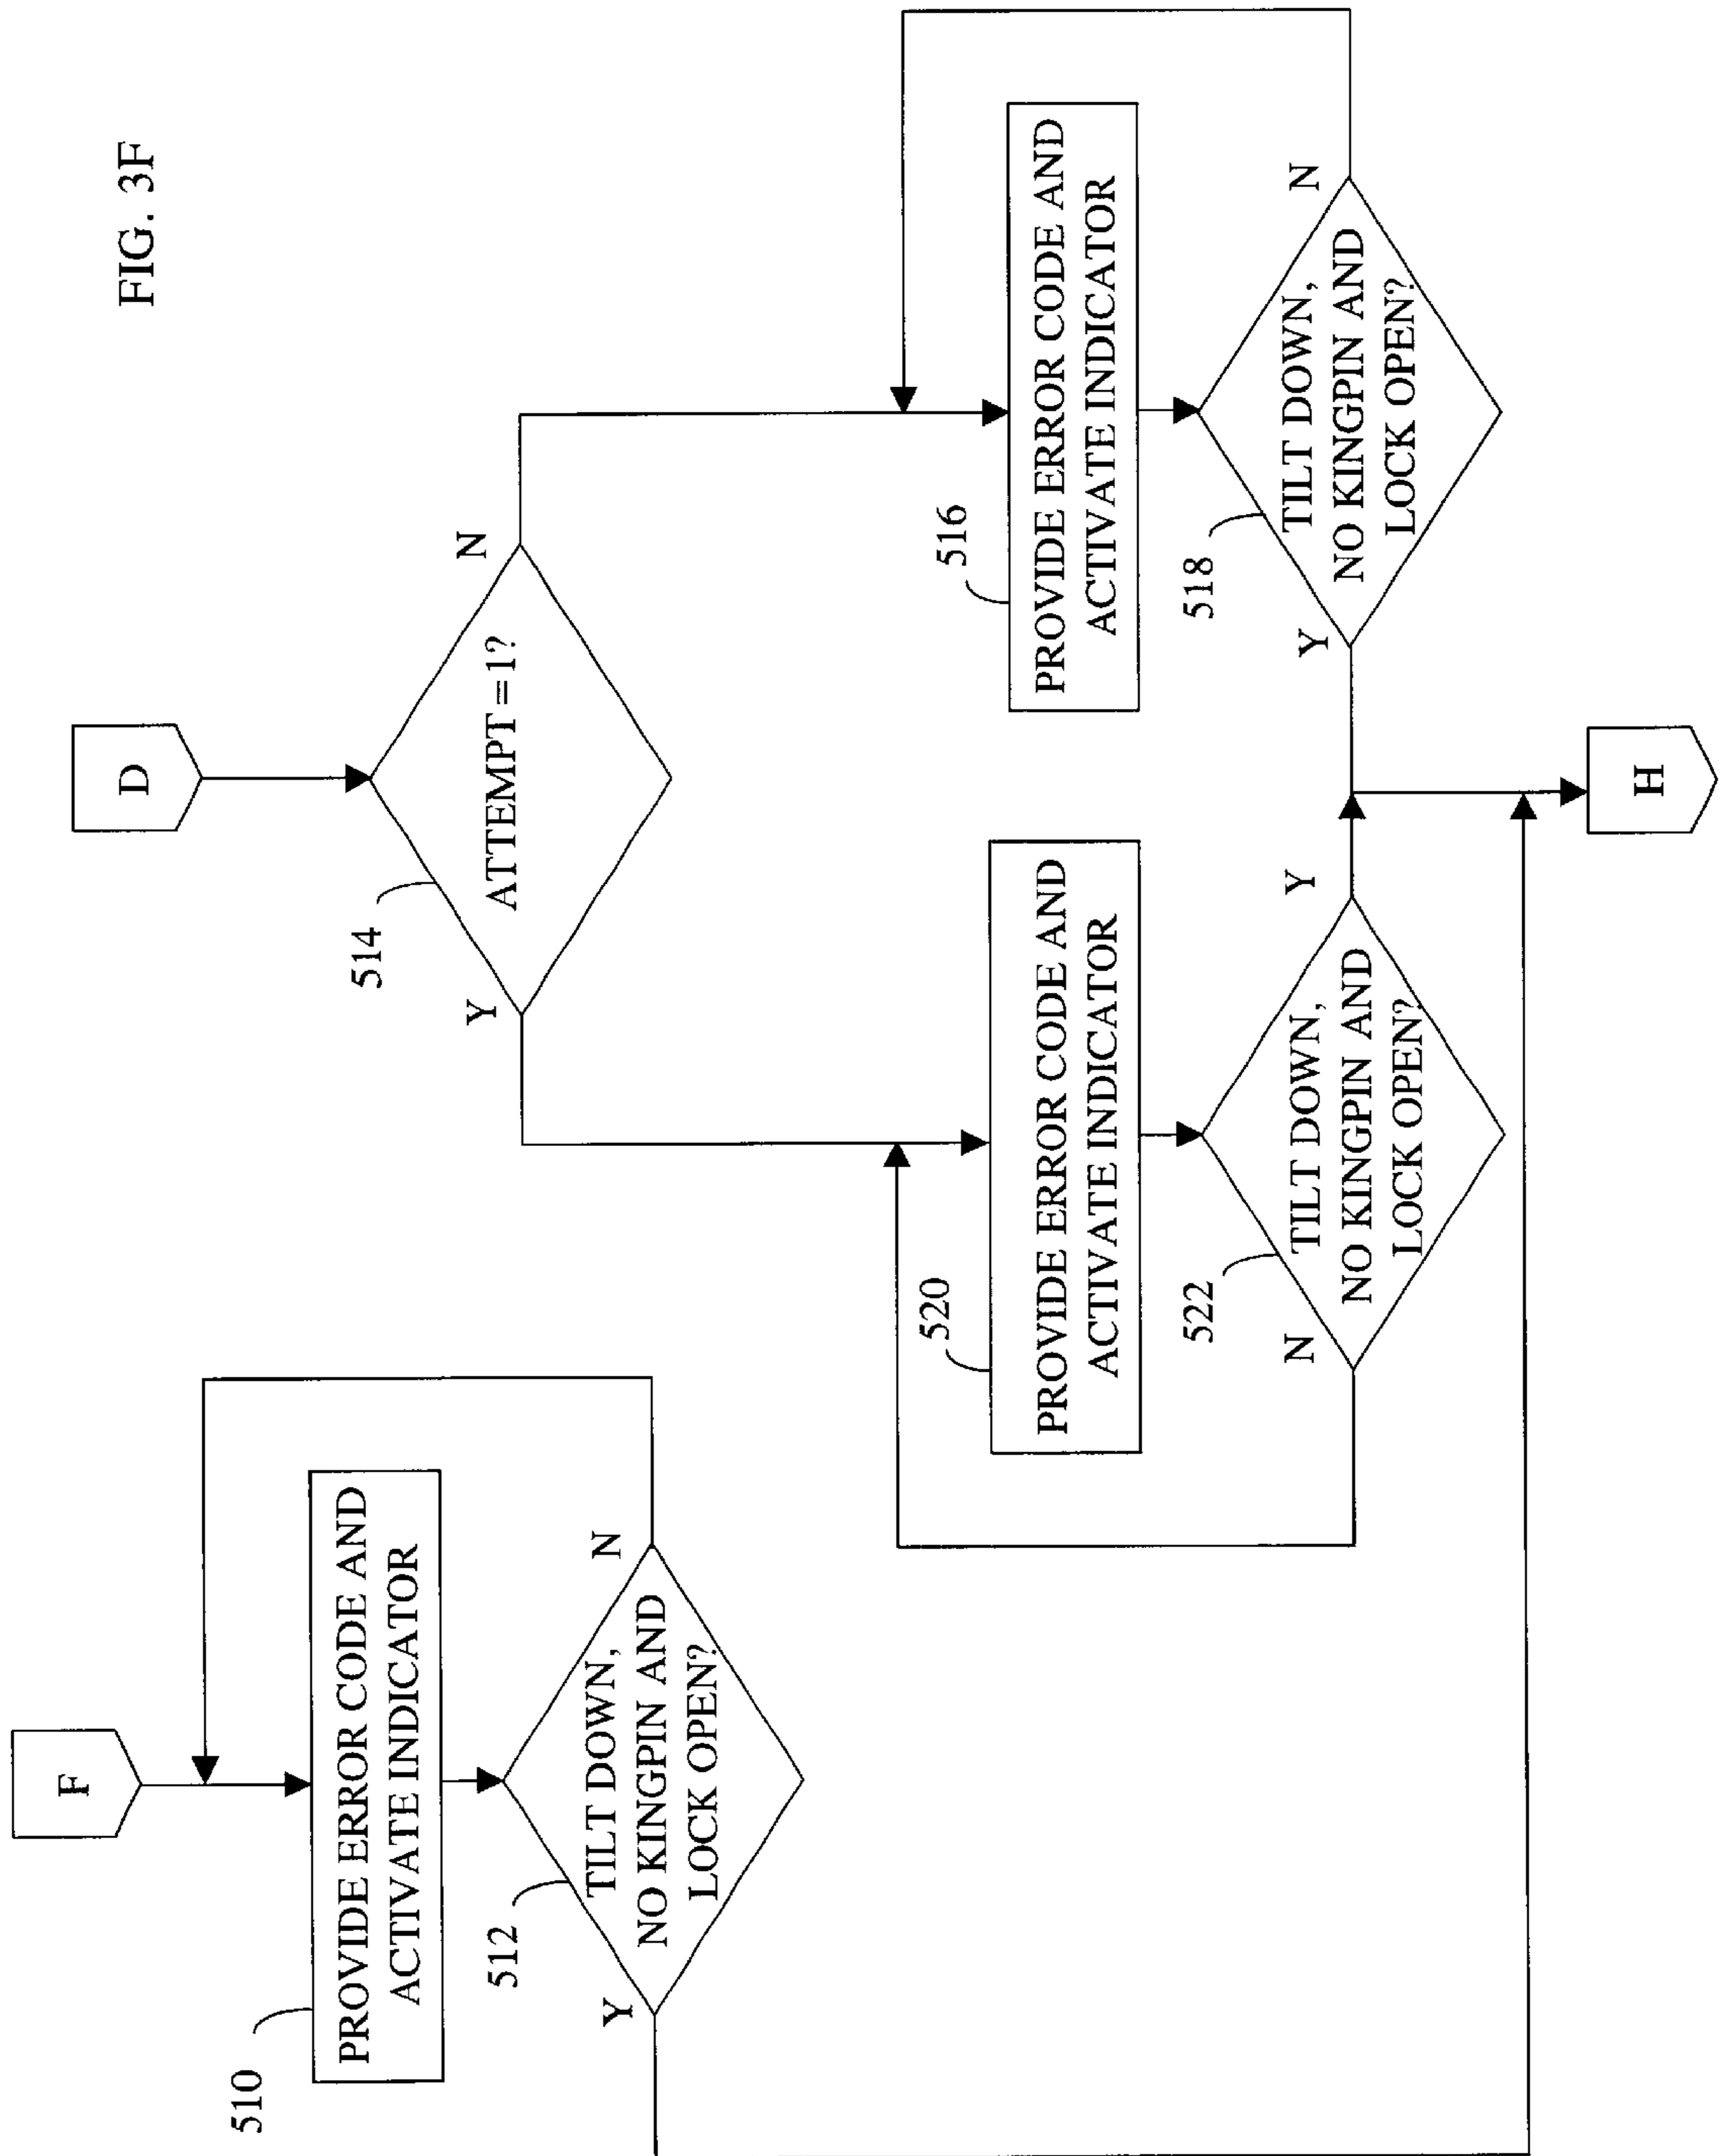 FIG. 3F
F
510
PROVIDE ERROR CODE AND
ACTIVATE INDICATOR
512
TILT DOWN,
NO KINGPIN AND
LOCK OPEN?
Y
N
D
514
ATTEMPT=1?
Y
N
520
PROVIDE ERROR CODE AND
ACTIVATE INDICATOR
522
TILT DOWN,
NO KINGPIN AND
LOCK OPEN?
N
Y
516
PROVIDE ERROR CODE AND
ACTIVATE INDICATOR
518
TILT DOWN,
NO KINGPIN AND
LOCK OPEN?
Y
N
H